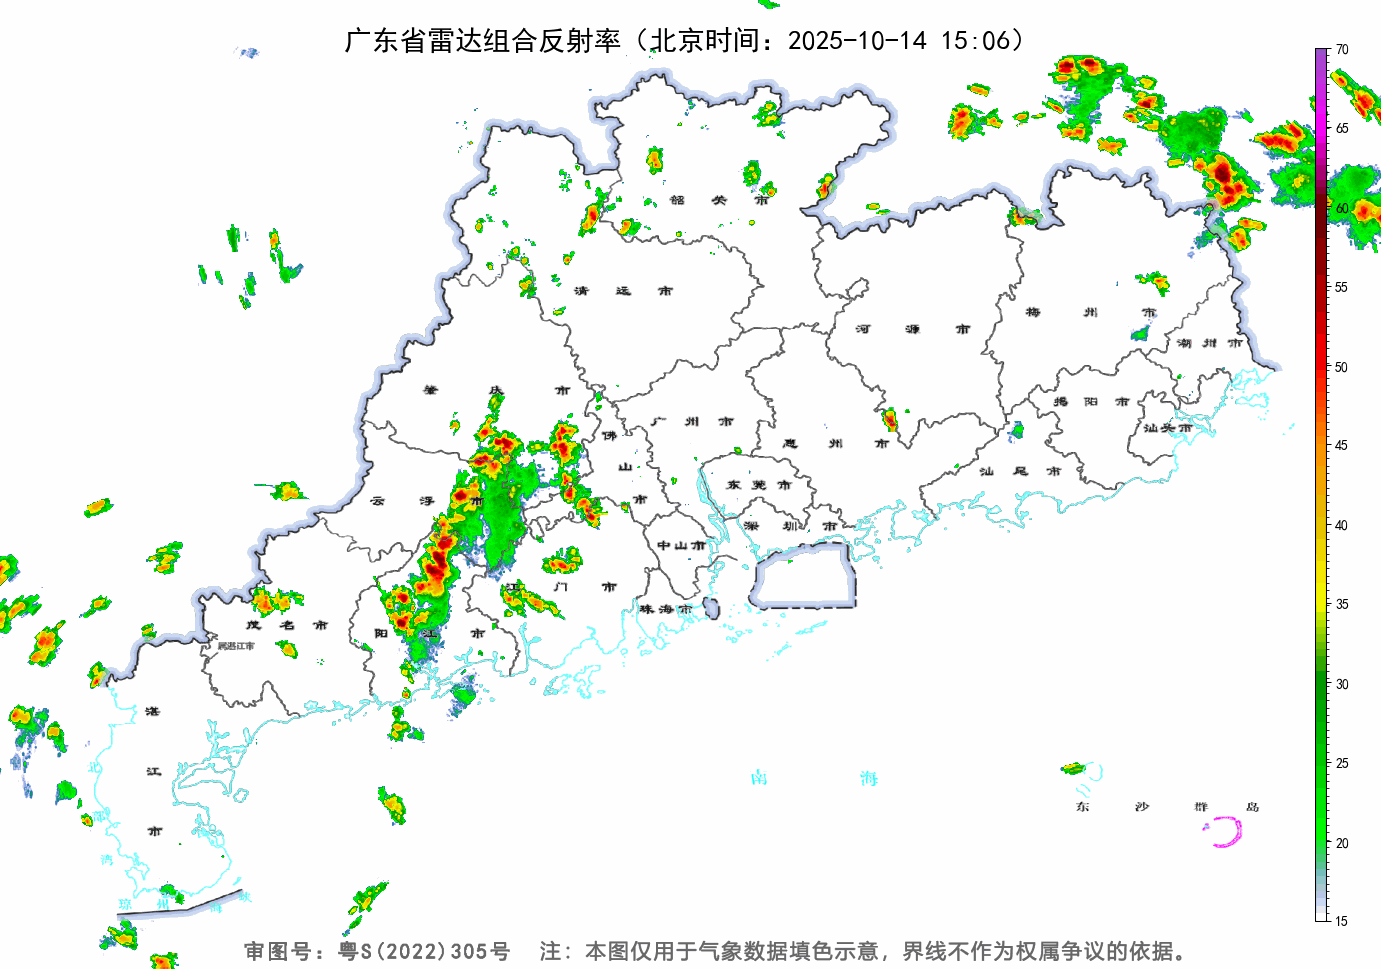 广东省雷达组合反射率（北京时间：2025-10-14 15:06）
70
65
60
55
50
45
40
35
30
25
20
15
韶关市
清远市
河源市
梅州市
潮州市
肇庆市
广州市
惠州市
揭阳市
汕头市
佛山市
汕尾市
东莞市
云浮市
深圳市
中山市
江门市
珠海市
茂名市
阳江市
属湛江市
湛江市
北部湾
南海
东沙群岛
琼州海峡
审图号：粤S(2022)305号 注：本图仅用于气象数据填色示意，界线不作为权属争议的依据。